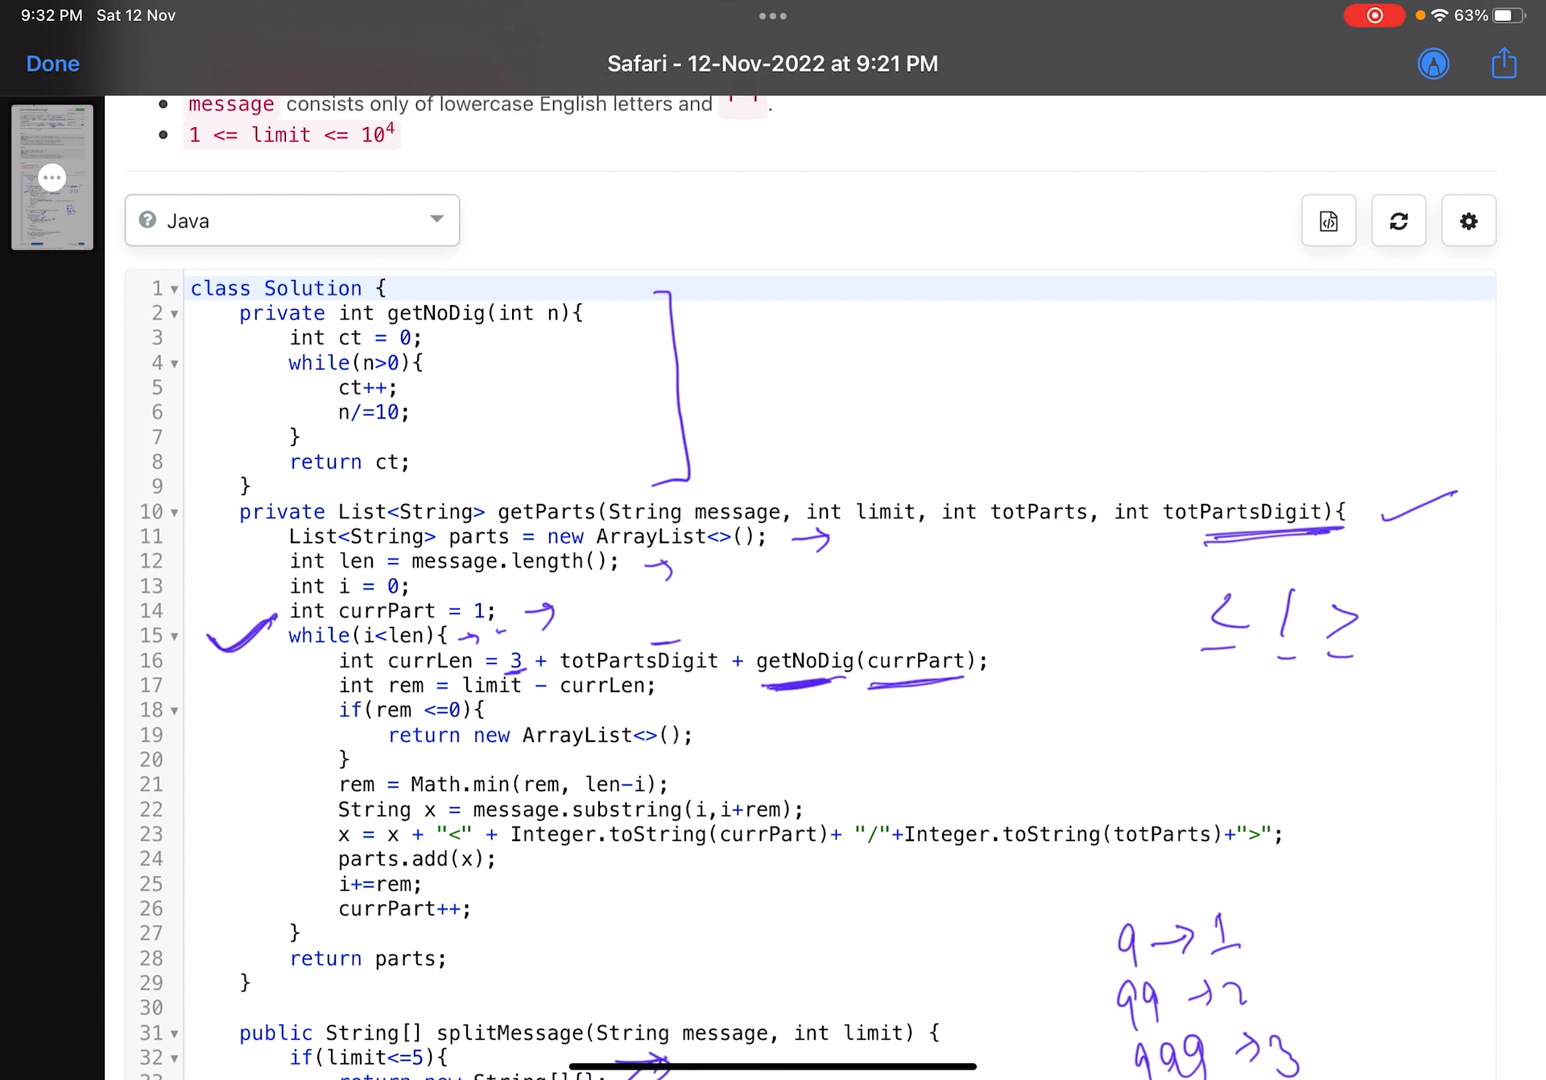 9:32 PM Sat 12 Nov
63%
Done
Safari - 12-Nov-2022 at 9:21 PM
• message consists only of lowercase English letters and ' ' .
• 1 <= limit <= 10⁴
Java
1 class Solution {
2     private int getNoDig(int n){
3         int ct = 0;
4         while(n>0){
5             ct++;
6             n/=10;
7         }
8         return ct;
9     }
10     private List<String> getParts(String message, int limit, int totParts, int totPartsDigit){
11         List<String> parts = new ArrayList<>();
12         int len = message.length();
13         int i = 0;
14         int currPart = 1;
15         while(i<len){
16             int currLen = 3 + totPartsDigit + getNoDig(currPart);
17             int rem = limit - currLen;
18             if(rem <=0){
19                 return new ArrayList<>();
20             }
21             rem = Math.min(rem, len-i);
22             String x = message.substring(i,i+rem);
23             x = x + "<" + Integer.toString(currPart)+ "/"+Integer.toString(totParts)+">";
24             parts.add(x);
25             i+=rem;
26             currPart++;
27         }
28         return parts;
29     }
30
31     public String[] splitMessage(String message, int limit) {
32         if(limit<=5){
return new String[]{};
< / >
9 → 1
99 → 2
999 → 3